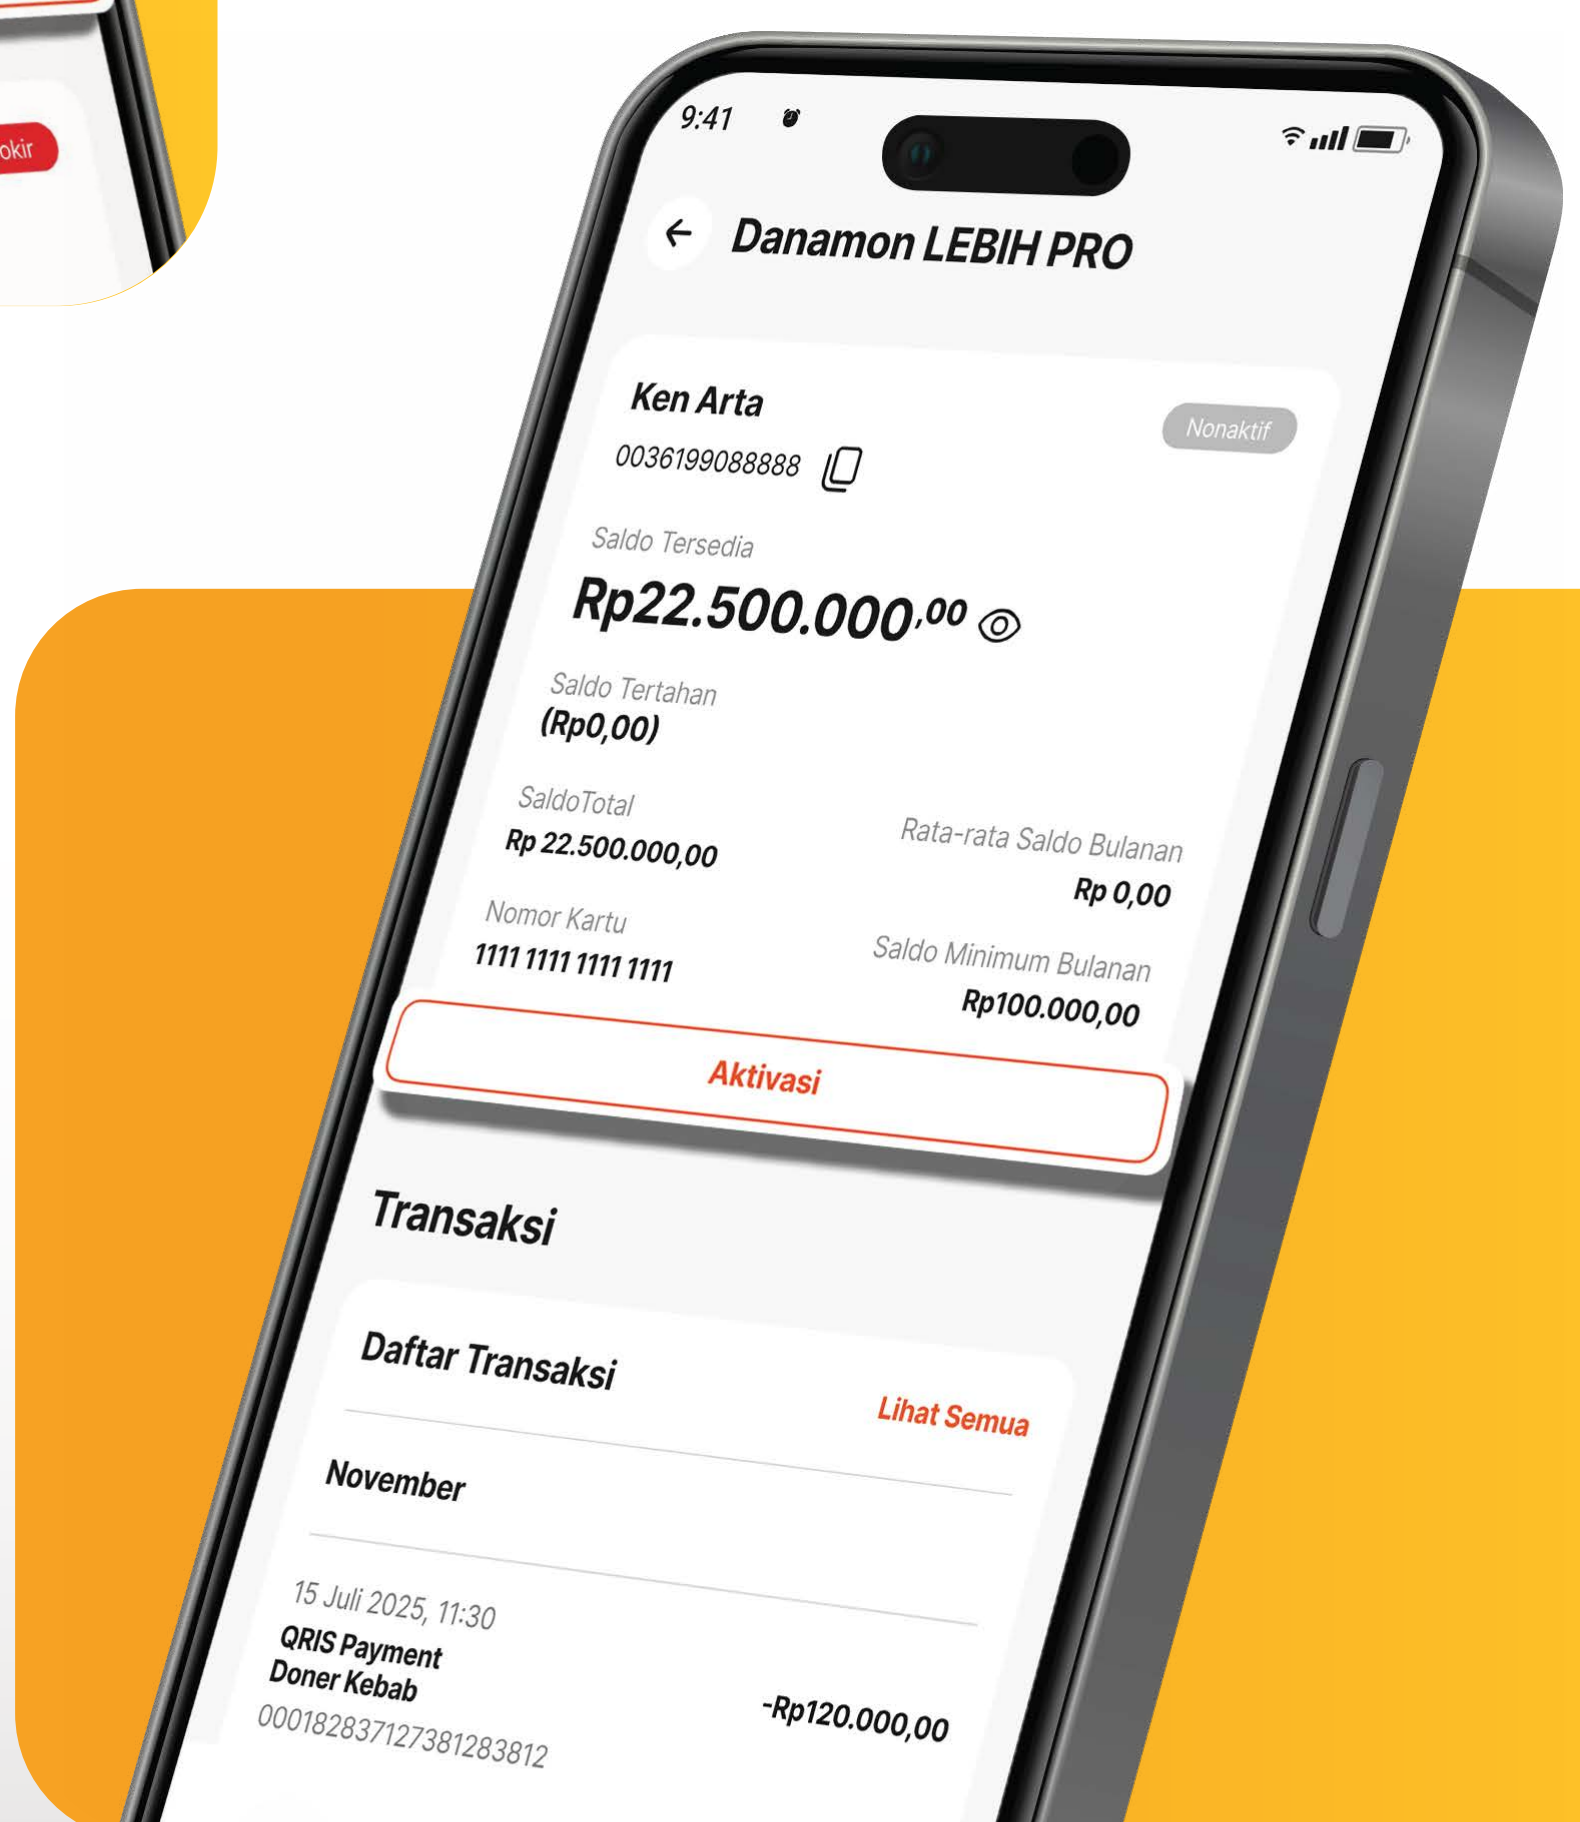 okir
9:41
Danamon LEBIH PRO
Ken Arta
Nonaktif
0036199088888
Saldo Tersedia
Rp22.500.000,00
Saldo Tertahan
(Rp0,00)
SaldoTotal
Rp 22.500.000,00
Rata-rata Saldo Bulanan
Rp 0,00
Nomor Kartu
1111 1111 1111 1111
Saldo Minimum Bulanan
Rp100.000,00
Aktivasi
Transaksi
Daftar Transaksi
Lihat Semua
November
15 Juli 2025, 11:30
QRIS Payment
Doner Kebab
-Rp120.000,00
000182837127381283812